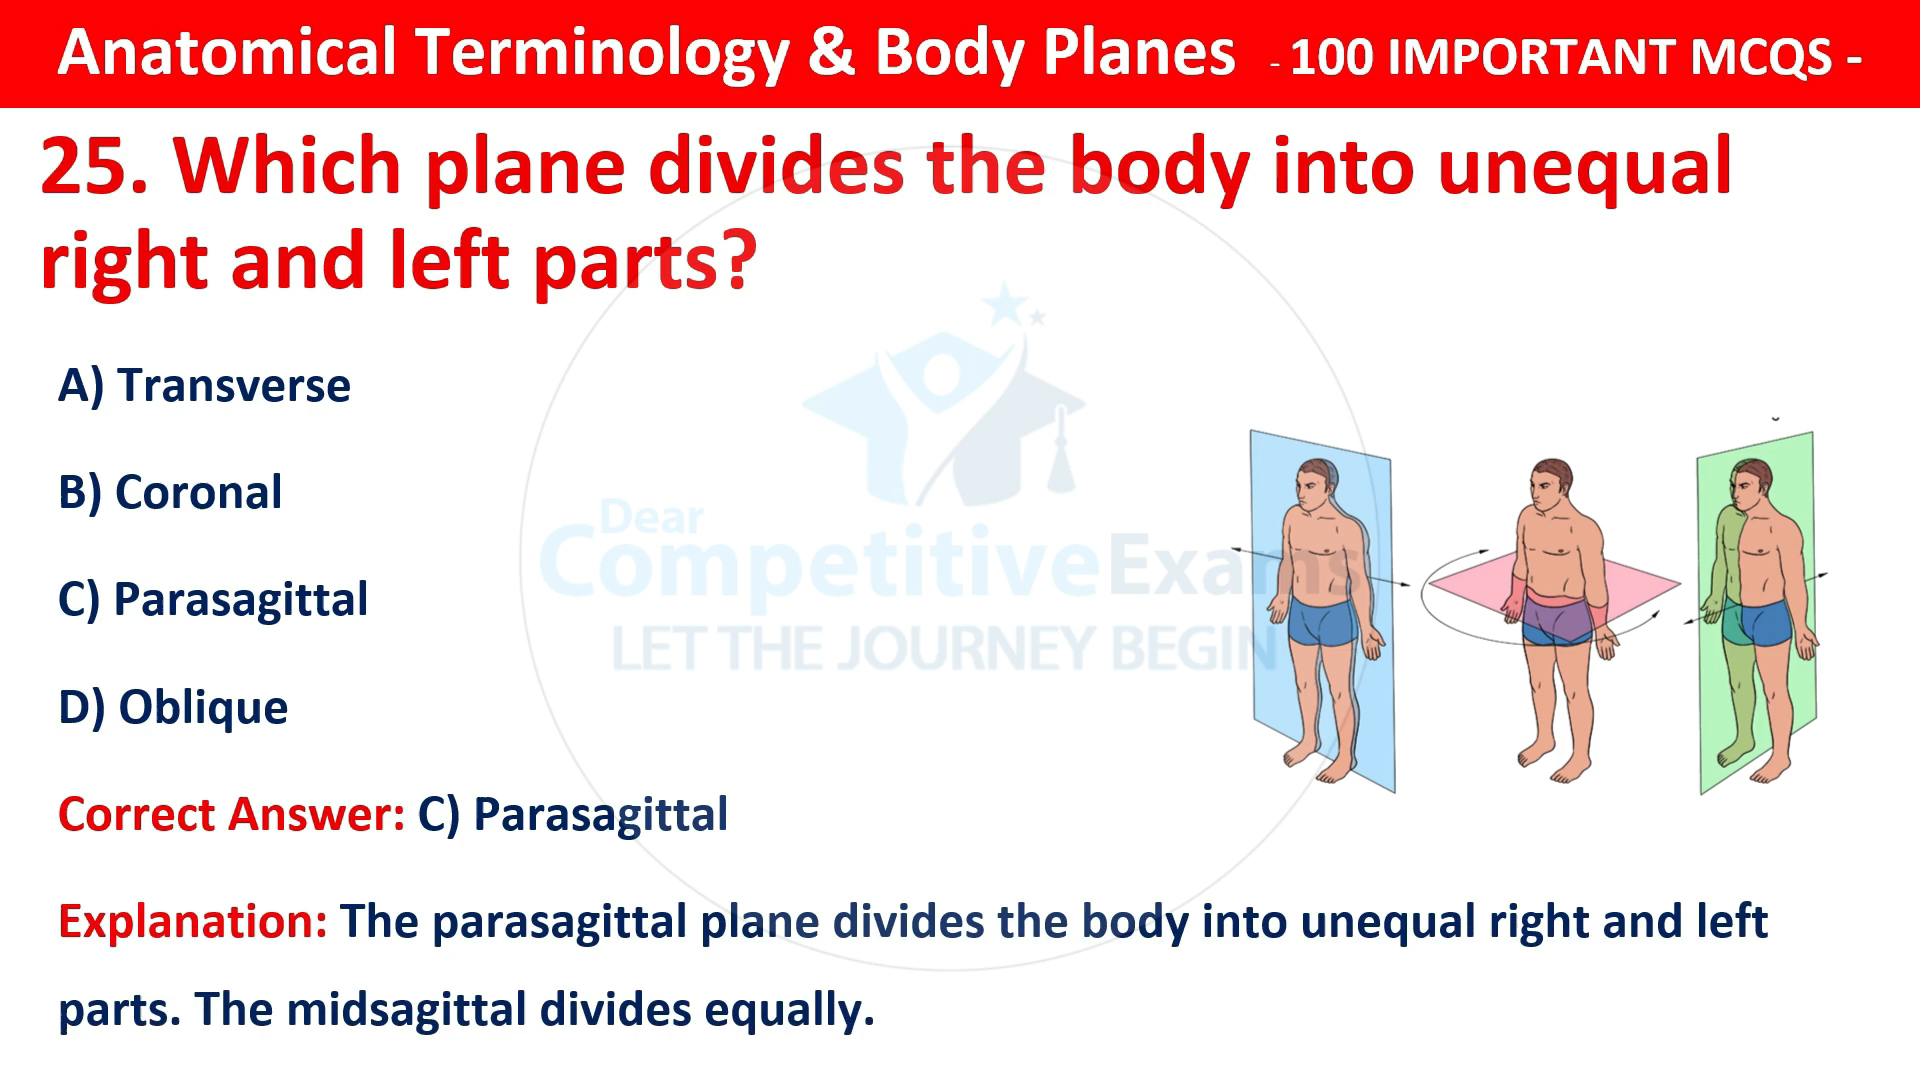 Anatomical Terminology & Body Planes - 100 IMPORTANT MCQS -
25. Which plane divides the body into unequal
right and left parts?
A) Transverse
B) Coronal
C) Parasagittal
D) Oblique
Correct Answer: C) Parasagittal
Explanation: The parasagittal plane divides the body into unequal right and left
parts. The midsagittal divides equally.
Dear
CompetitiveExams
LET THE JOURNEY BEGIN